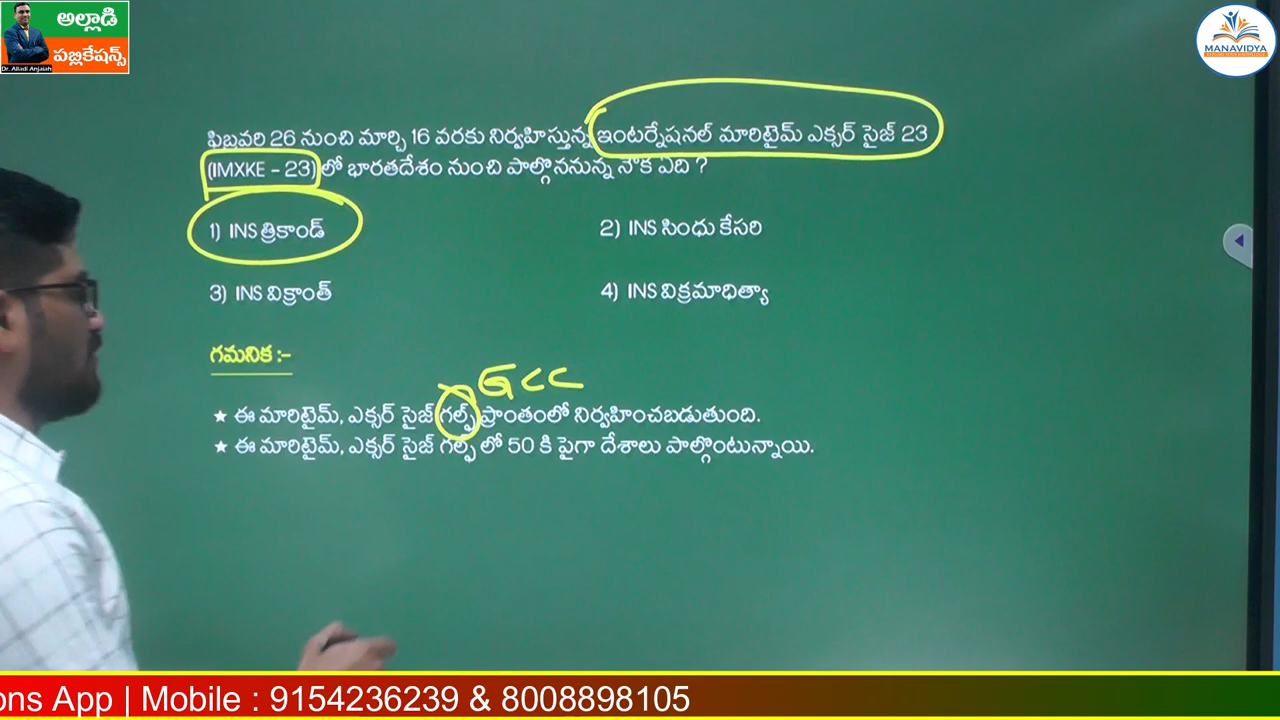 అల్లాడి
పబ్లికేషన్స్
Dr. Alladi Anjaiah
MANAVIDYA
ఫిబ్రవరి 26 నుంచి మార్చి 16 వరకు నిర్వహిస్తున్న ఇంటర్నేషనల్ మారిటైమ్ ఎక్సర్ సైజ్ 23
(IMXKE - 23) లో భారతదేశం నుంచి పాల్గొననున్న నౌక ఏది ?
1) INS త్రికాండ్
2) INS సింధు కేసరి
3) INS విక్రాంత్
4) INS విక్రమాధిత్యా
గమనిక :-
GCC
★ ఈ మారిటైమ్, ఎక్సర్ సైజ్ గల్ఫ్ ప్రాంతంలో నిర్వహించబడుతుంది.
★ ఈ మారిటైమ్, ఎక్సర్ సైజ్ గల్ఫ్ లో 50 కి పైగా దేశాలు పాల్గొంటున్నాయి.
ons App | Mobile : 9154236239 & 8008898105